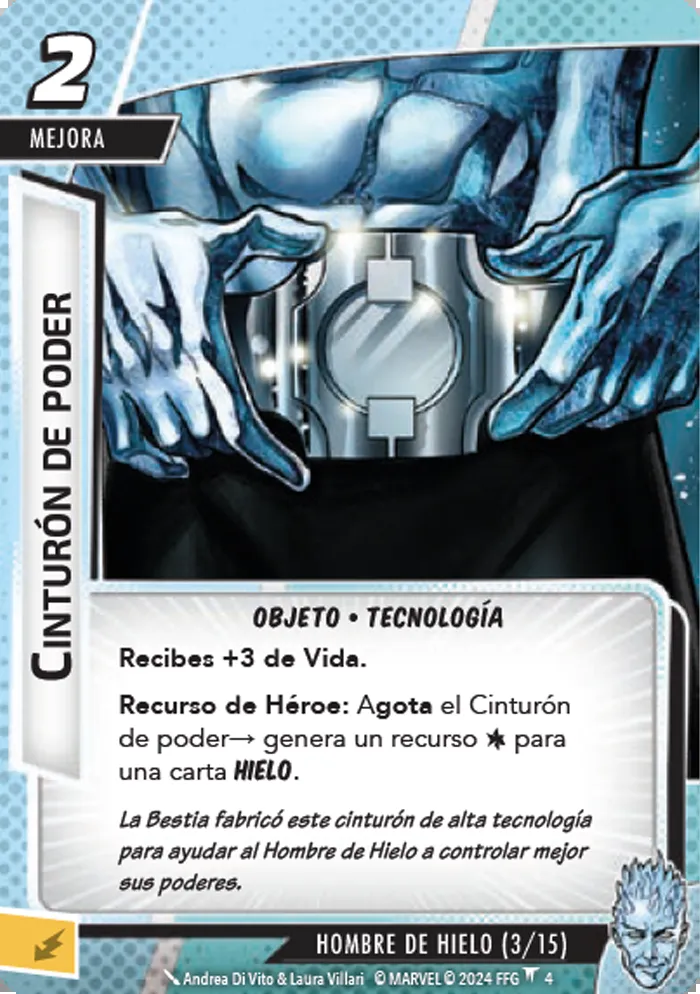 2
MEJORA
CINTURÓN DE PODER
OBJETO • TECNOLOGÍA
Recibes +3 de Vida.
Recurso de Héroe: Agota el Cinturón
de poder→ genera un recurso para
una carta HIELO.
La Bestia fabricó este cinturón de alta tecnología
para ayudar al Hombre de Hielo a controlar mejor
sus poderes.
HOMBRE DE HIELO (3/15)
Andrea Di Vito & Laura Villari © MARVEL © 2024 FFG 4